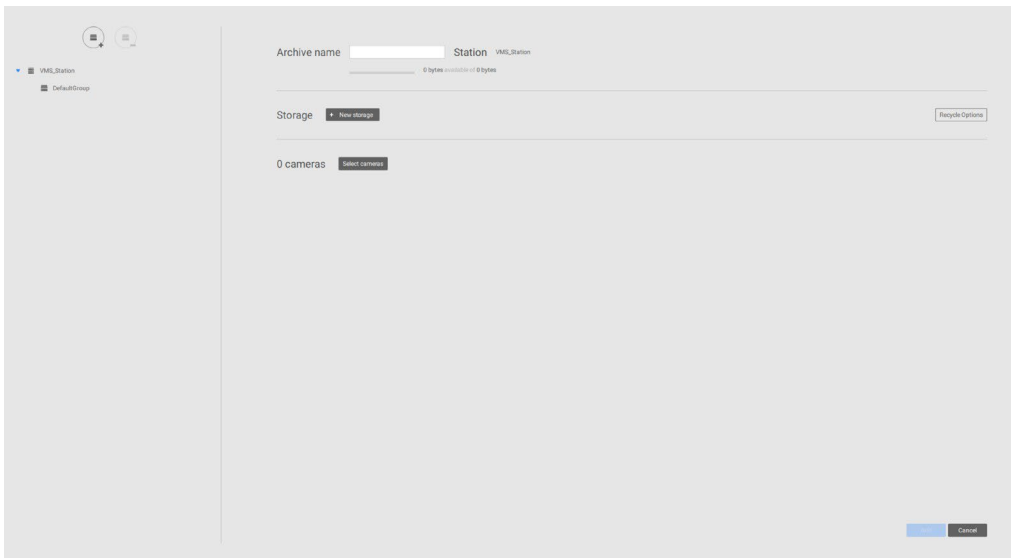 VMS_Station
DefaultGroup
Archive name Station VMS_Station
0 bytes available of 0 bytes
Storage + New storage Recycle Options
0 cameras Select cameras
Cancel